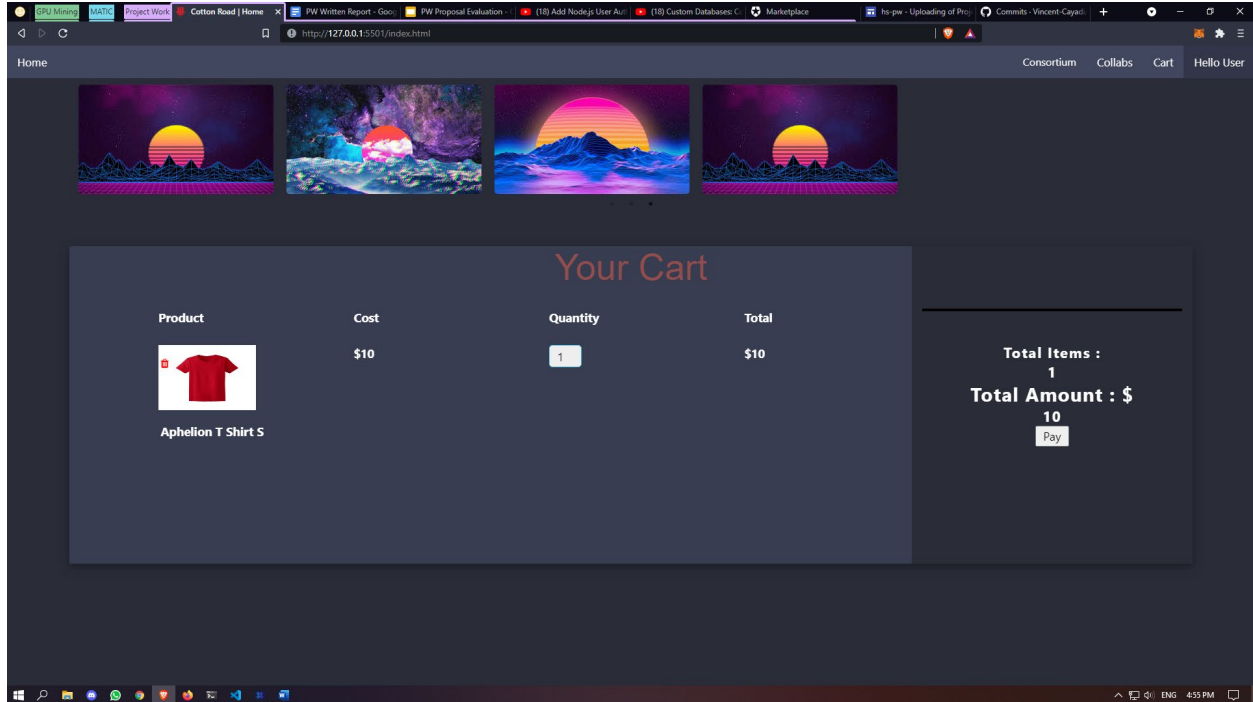 GPU Mining MATIC Project Work Cotton Road | Home PW Written Report - Goog PW Proposal Evaluation - (18) Add Node.js User Aut (18) Custom Databases: C Marketplace hs-pw - Uploading of Proj Commits · Vincent-Cayad
http://127.0.0.1:5501/index.html
Home Consortium Collabs Cart Hello User
Your Cart
Product Cost Quantity Total
$10 1 $10
Aphelion T Shirt S
Total Items :
1
Total Amount : $
10
Pay
ENG 4:55 PM